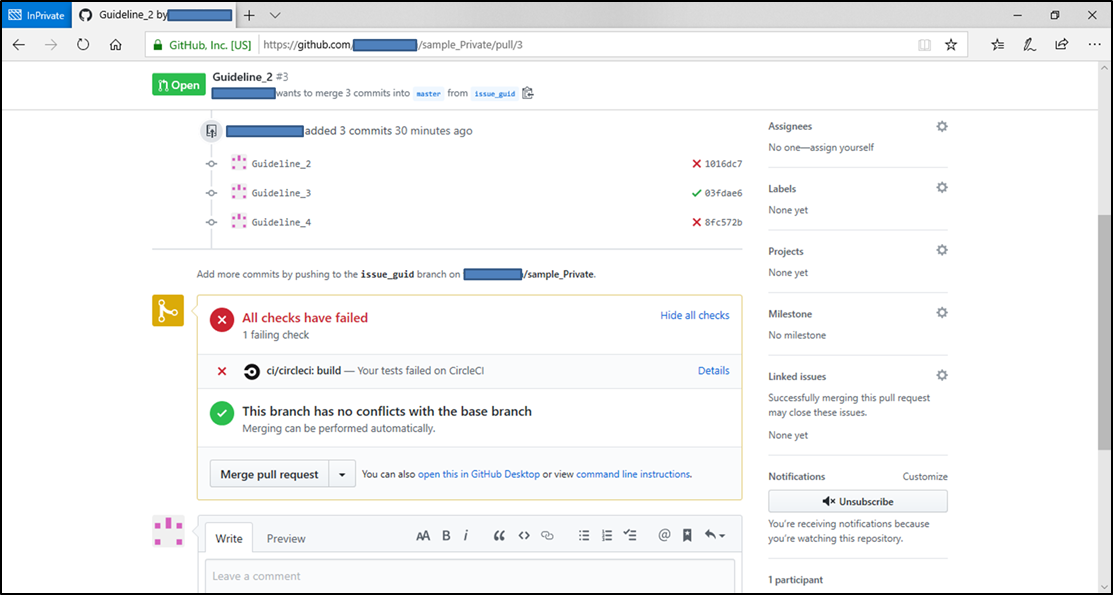 InPrivate
Guideline_2 by
GitHub, Inc. [US]
https://github.com/
/sample_Private/pull/3
Open
Guideline_2 #3
wants to merge 3 commits into master from issue_guid
added 3 commits 30 minutes ago
Guideline_2
1016dc7
Guideline_3
03fdae6
Guideline_4
8fc572b
Add more commits by pushing to the issue_guid branch on /sample_Private.
All checks have failed
Hide all checks
1 failing check
ci/circleci: build — Your tests failed on CircleCI
Details
This branch has no conflicts with the base branch
Merging can be performed automatically.
Merge pull request
You can also open this in GitHub Desktop or view command line instructions.
Write
Preview
AA B i
Leave a comment
Assignees
No one—assign yourself
Labels
None yet
Projects
None yet
Milestone
No milestone
Linked issues
Successfully merging this pull request
may close these issues.
None yet
Notifications
Customize
Unsubscribe
You're receiving notifications because
you're watching this repository.
1 participant